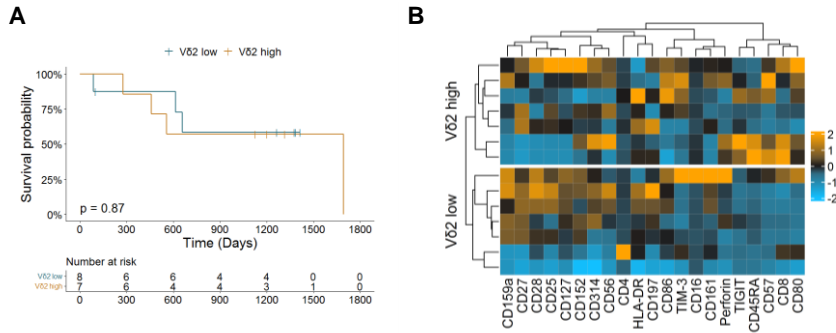 A
Vδ2 low Vδ2 high
100%
75%
50%
25%
0%
Survival probability
p = 0.87
0 300 600 900 1200 1500 1800
Time (Days)
Number at risk
Vδ2 low 8 6 6 4 4 0 0
Vδ2 high 7 6 4 4 3 1 0
0 300 600 900 1200 1500 1800
B
Vδ2 high
Vδ2 low
2
1
0
-1
-2
CD159a
CD27
CD28
CD25
CD127
CD152
CD314
CD56
CD4
HLA-DR
CD197
CD86
TIM-3
CD16
CD161
Perforin
TIGIT
CD45RA
CD57
CD8
CD80